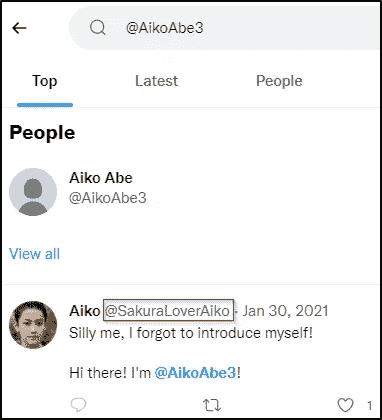 @AikoAbe3
Top Latest People
People
Aiko Abe
@AikoAbe3
View all
Aiko @SakuraLoverAiko · Jan 30, 2021
Silly me, I forgot to introduce myself!
Hi there! I'm @AikoAbe3!
1